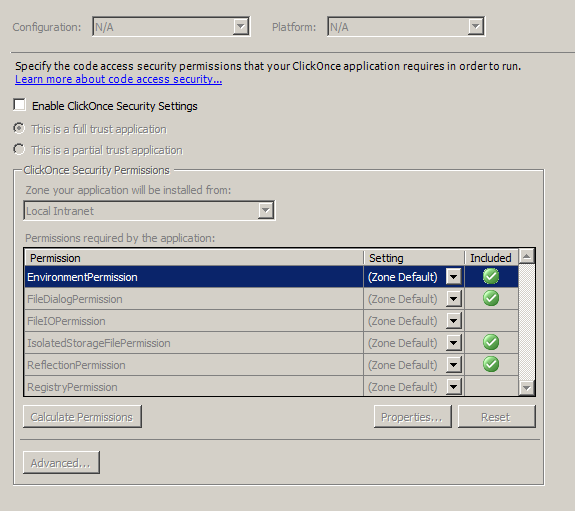 Configuration: N/A Platform: N/A
Specify the code access security permissions that your ClickOnce application requires in order to run.
Learn more about code access security...
Enable ClickOnce Security Settings
This is a full trust application
This is a partial trust application
ClickOnce Security Permissions
Zone your application will be installed from:
Local Intranet
Permissions required by the application:
Permission Setting Included
EnvironmentPermission (Zone Default)
FileDialogPermission (Zone Default)
FileIOPermission (Zone Default)
IsolatedStorageFilePermission (Zone Default)
ReflectionPermission (Zone Default)
RegistryPermission (Zone Default)
Calculate Permissions Properties... Reset
Advanced...